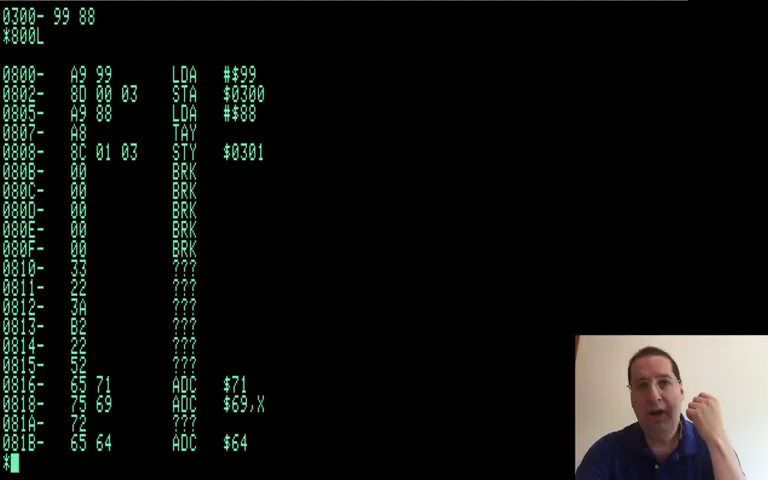 0300- 99 88
*800L
0800- A9 99 LDA #$99
0802- 8D 00 03 STA $0300
0805- A9 88 LDA #$88
0807- A8 TAY
0808- 8C 01 03 STY $0301
080B- 00 BRK
080C- 00 BRK
080D- 00 BRK
080E- 00 BRK
080F- 00 BRK
0810- 33 ???
0811- 22 ???
0812- 3A ???
0813- B2 ???
0814- 22 ???
0815- 52 ???
0816- 65 71 ADC $71
0818- 75 69 ADC $69,X
081A- 72 ???
081B- 65 64 ADC $64
*